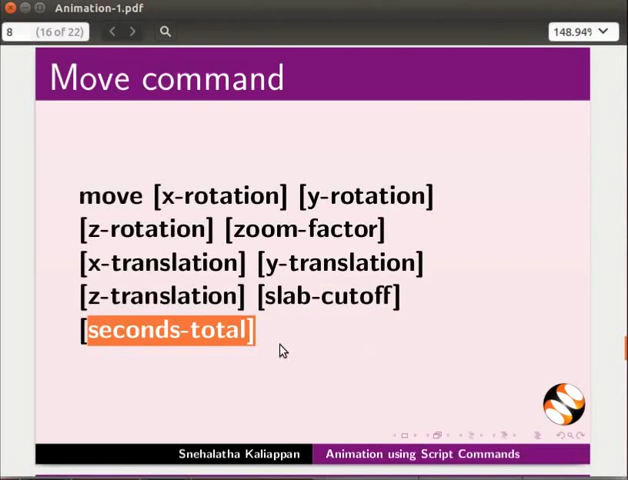 Animation-1.pdf
8 (16 of 22) 148.94%
Move command
move [x-rotation] [y-rotation]
[z-rotation] [zoom-factor]
[x-translation] [y-translation]
[z-translation] [slab-cutoff]
[seconds-total]
Snehalatha Kaliappan Animation using Script Commands